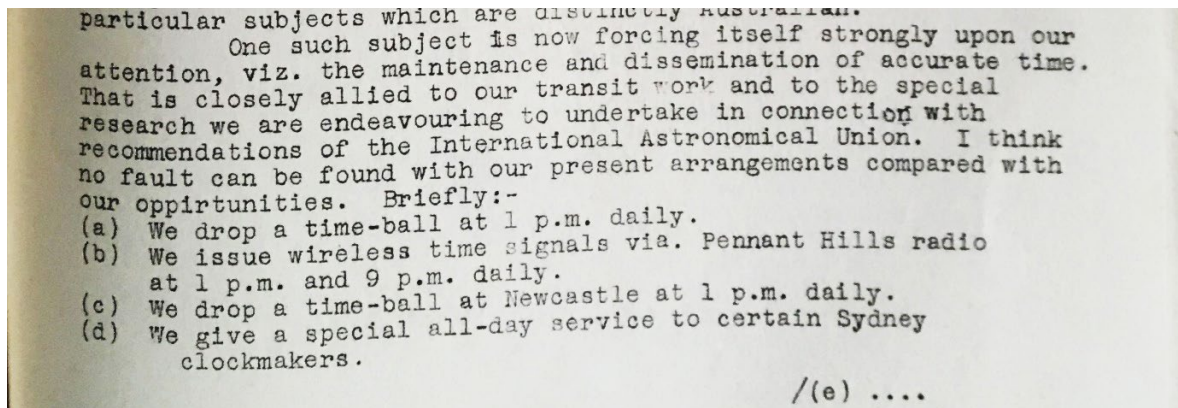 particular subjects which are distinctly Australian.
One such subject is now forcing itself strongly upon our
attention, viz. the maintenance and dissemination of accurate time.
That is closely allied to our transit work and to the special
research we are endeavouring to undertake in connection with
recommendations of the International Astronomical Union. I think
no fault can be found with our present arrangements compared with
our oppirtunities. Briefly:-
(a) We drop a time-ball at 1 p.m. daily.
(b) We issue wireless time signals via. Pennant Hills radio
at 1 p.m. and 9 p.m. daily.
(c) We drop a time-ball at Newcastle at 1 p.m. daily.
(d) We give a special all-day service to certain Sydney
clockmakers.
/(e) ....